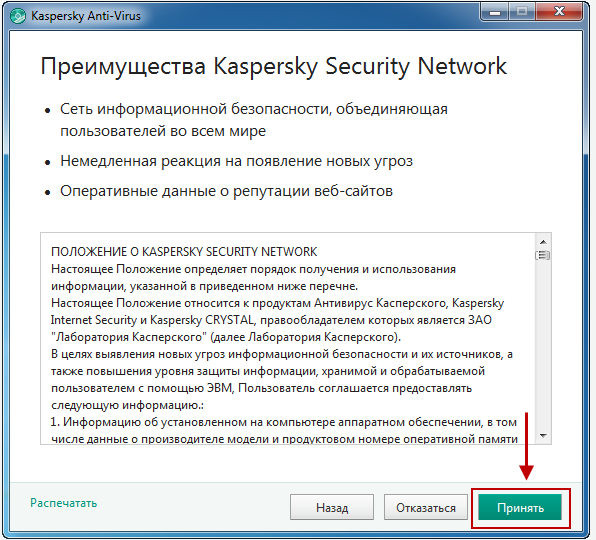 Kaspersky Anti-Virus
Преимущества Kaspersky Security Network
• Сеть информационной безопасности, объединяющая
пользователей во всем мире
• Немедленная реакция на появление новых угроз
• Оперативные данные о репутации веб-сайтов
ПОЛОЖЕНИЕ О KASPERSKY SECURITY NETWORK
Настоящее Положение определяет порядок получения и использования
информации, указанной в приведенном ниже перечне.
Настоящее Положение относится к продуктам Антивирус Касперского, Kaspersky
Internet Security и Kaspersky CRYSTAL, правообладателем которых является ЗАО
"Лаборатория Касперского" (далее Лаборатория Касперского).
В целях выявления новых угроз информационной безопасности и их источников, а
также повышения уровня защиты информации, хранимой и обрабатываемой
пользователем с помощью ЭВМ, Пользователь соглашается предоставлять
следующую информацию.:
1. Информацию об установленном на компьютере аппаратном обеспечении, в том
числе данные о производителе модели и продуктовом номере оперативной памяти
Распечатать
Назад
Отказаться
Принять